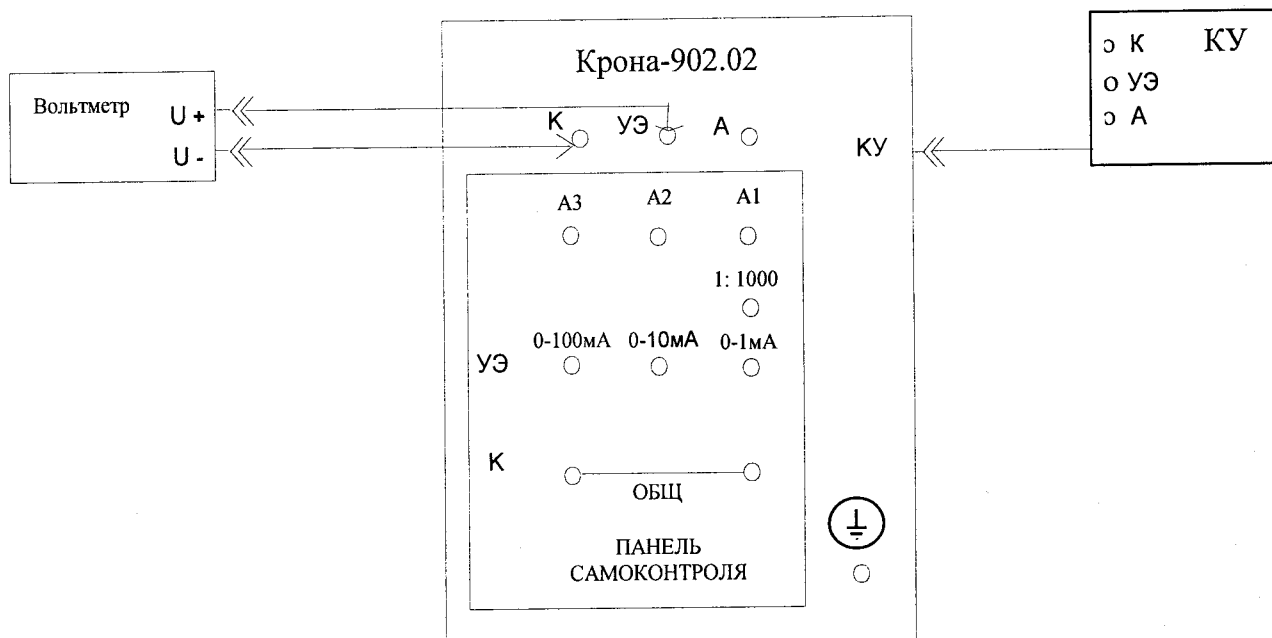 Крона-902.02
К КУ
УЭ
А
Вольтметр U +
U -
К УЭ А
КУ
А3 А2 А1
1: 1000
0-100мА 0-10мА 0-1мА
УЭ
К
ОБЩ
ПАНЕЛЬ
САМОКОНТРОЛЯ